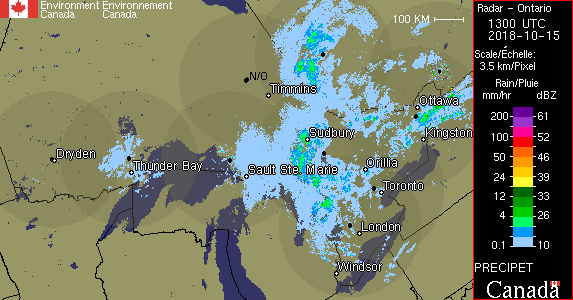 Environment Environnement
Canada Canada
100 KM
N/O
Timmins
Ottawa
Sudbury
Kingston
Dryden
Thunder Bay
Sault Ste. Marie
Orillia
Toronto
London
Windsor
Radar - Ontario
1300 UTC
2018-10-15
Scale/Échelle:
3.5 km/Pixel
Rain/Pluie
mm/hr dBZ
200 61
100 52
50 46
24 39
12 33
4 26
0.1 10
PRECIPET
Canada